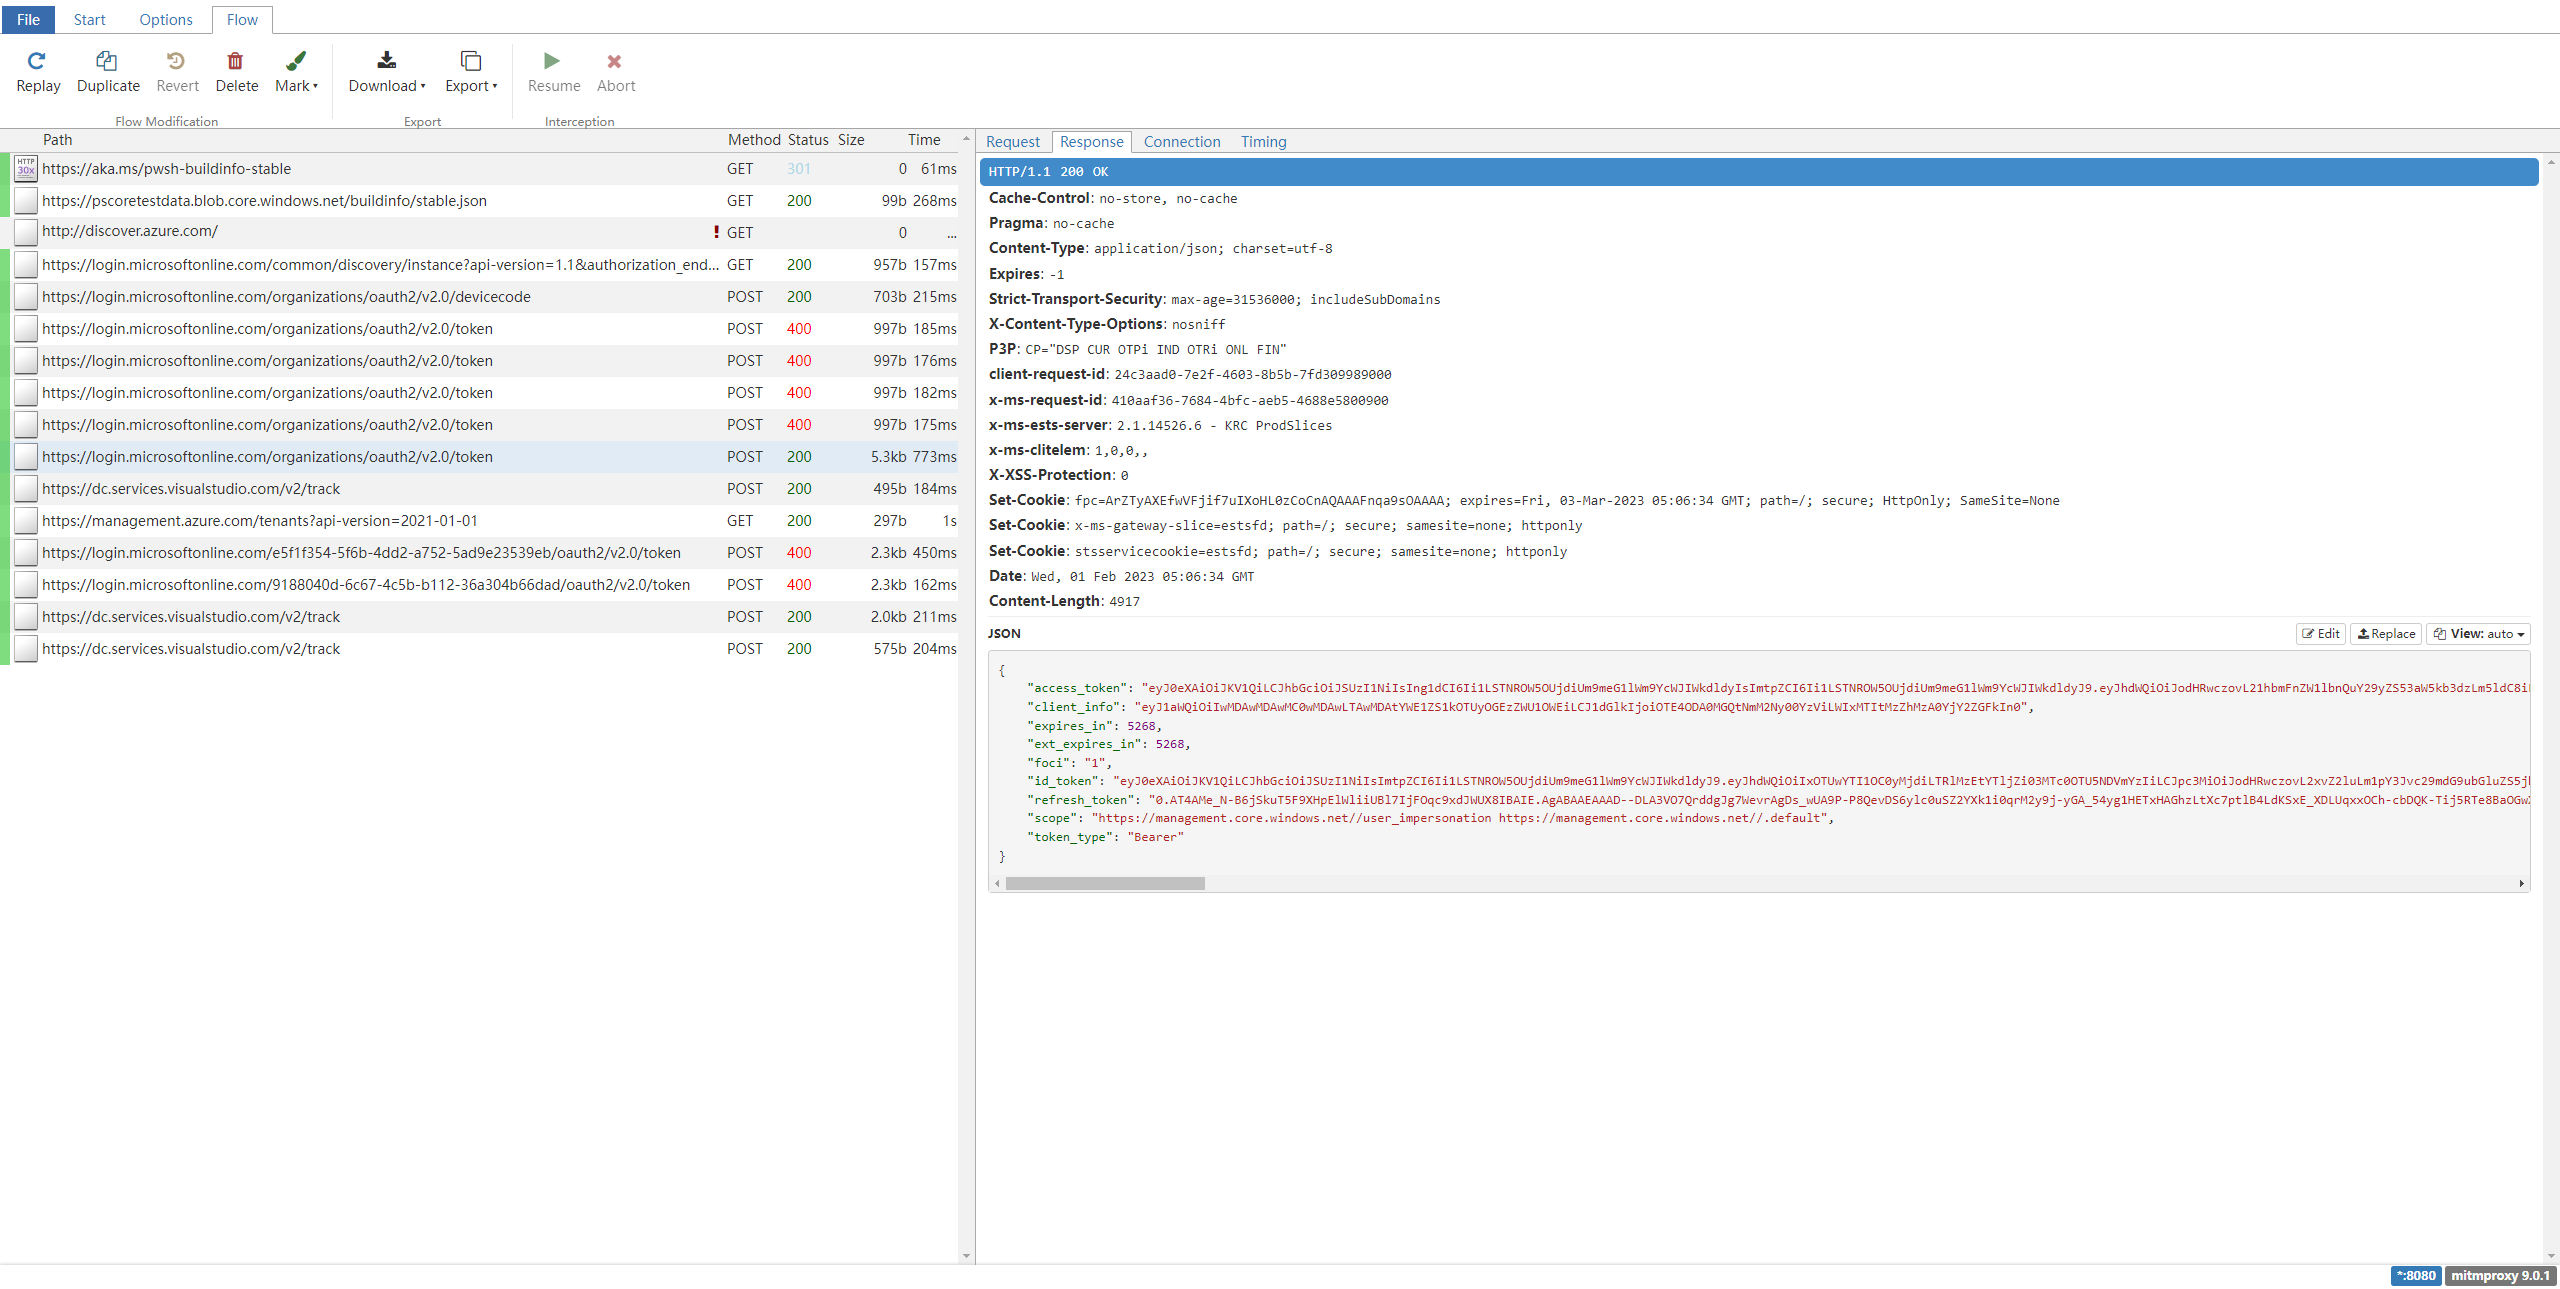 File Start Options Flow
Replay Duplicate Revert Delete Mark▾ Download▾ Export▾ Resume Abort
Flow Modification Export Interception
Path Method Status Size Time
HTTP 30x https://aka.ms/pwsh-buildinfo-stable GET 301 0 61ms
https://pscoretestdata.blob.core.windows.net/buildinfo/stable.json GET 200 99b 268ms
http://discover.azure.com/ ! GET 0 ...
https://login.microsoftonline.com/common/discovery/instance?api-version=1.1&authorization_end... GET 200 957b 157ms
https://login.microsoftonline.com/organizations/oauth2/v2.0/devicecode POST 200 703b 215ms
https://login.microsoftonline.com/organizations/oauth2/v2.0/token POST 400 997b 185ms
https://login.microsoftonline.com/organizations/oauth2/v2.0/token POST 400 997b 176ms
https://login.microsoftonline.com/organizations/oauth2/v2.0/token POST 400 997b 182ms
https://login.microsoftonline.com/organizations/oauth2/v2.0/token POST 400 997b 175ms
https://login.microsoftonline.com/organizations/oauth2/v2.0/token POST 200 5.3kb 773ms
https://dc.services.visualstudio.com/v2/track POST 200 495b 184ms
https://management.azure.com/tenants?api-version=2021-01-01 GET 200 297b 1s
https://login.microsoftonline.com/e5f1f354-5f6b-4dd2-a752-5ad9e23539eb/oauth2/v2.0/token POST 400 2.3kb 450ms
https://login.microsoftonline.com/9188040d-6c67-4c5b-b112-36a304b66dad/oauth2/v2.0/token POST 400 2.3kb 162ms
https://dc.services.visualstudio.com/v2/track POST 200 2.0kb 211ms
https://dc.services.visualstudio.com/v2/track POST 200 575b 204ms
Request Response Connection Timing
HTTP/1.1 200 OK
Cache-Control: no-store, no-cache
Pragma: no-cache
Content-Type: application/json; charset=utf-8
Expires: -1
Strict-Transport-Security: max-age=31536000; includeSubDomains
X-Content-Type-Options: nosniff
P3P: CP="DSP CUR OTPi IND OTRi ONL FIN"
client-request-id: 24c3aad0-7e2f-4603-8b5b-7fd309989000
x-ms-request-id: 410aaf36-7684-4bfc-aeb5-4688e5800900
x-ms-ests-server: 2.1.14526.6 - KRC ProdSlices
x-ms-clitelem: 1,0,0,,
X-XSS-Protection: 0
Set-Cookie: fpc=ArZTyAXEfwVFjif7uIXoHL0zCoCnAQAAAFnqa9sOAAAA; expires=Fri, 03-Mar-2023 05:06:34 GMT; path=/; secure; HttpOnly; SameSite=None
Set-Cookie: x-ms-gateway-slice=estsfd; path=/; secure; samesite=none; httponly
Set-Cookie: stsservicecookie=estsfd; path=/; secure; samesite=none; httponly
Date: Wed, 01 Feb 2023 05:06:34 GMT
Content-Length: 4917
JSON Edit Replace View: auto
{
"access_token":
"client_info":
"expires_in": 5268,
"ext_expires_in": 5268,
"foci": "1",
"id_token":
"refresh_token":
"scope": "https://management.core.windows.net//user_impersonation https://management.core.windows.net//.default",
"token_type": "Bearer"
}
*:8080 mitmproxy 9.0.1